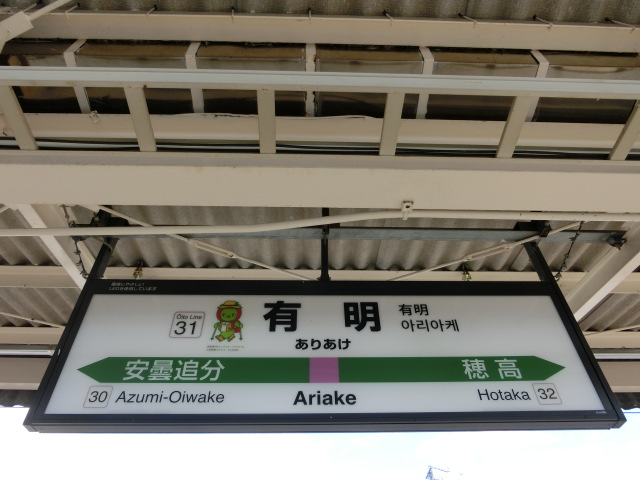 Oito Line
31
有明
有明
아리아케
ありあけ
安曇追分
穂高
30 Azumi-Oiwake
Ariake
Hotaka 32